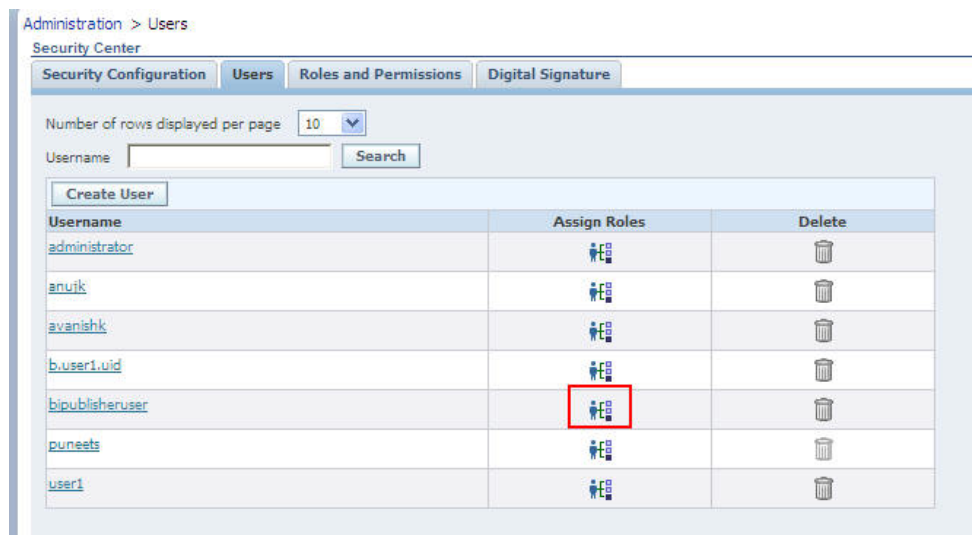 Administration > Users
Security Center
Security Configuration Users Roles and Permissions Digital Signature
Number of rows displayed per page 10
Username Search
Create User
Username Assign Roles Delete
administrator
anujk
avanishk
b.user1.uid
bipublisheruser
puneets
user1